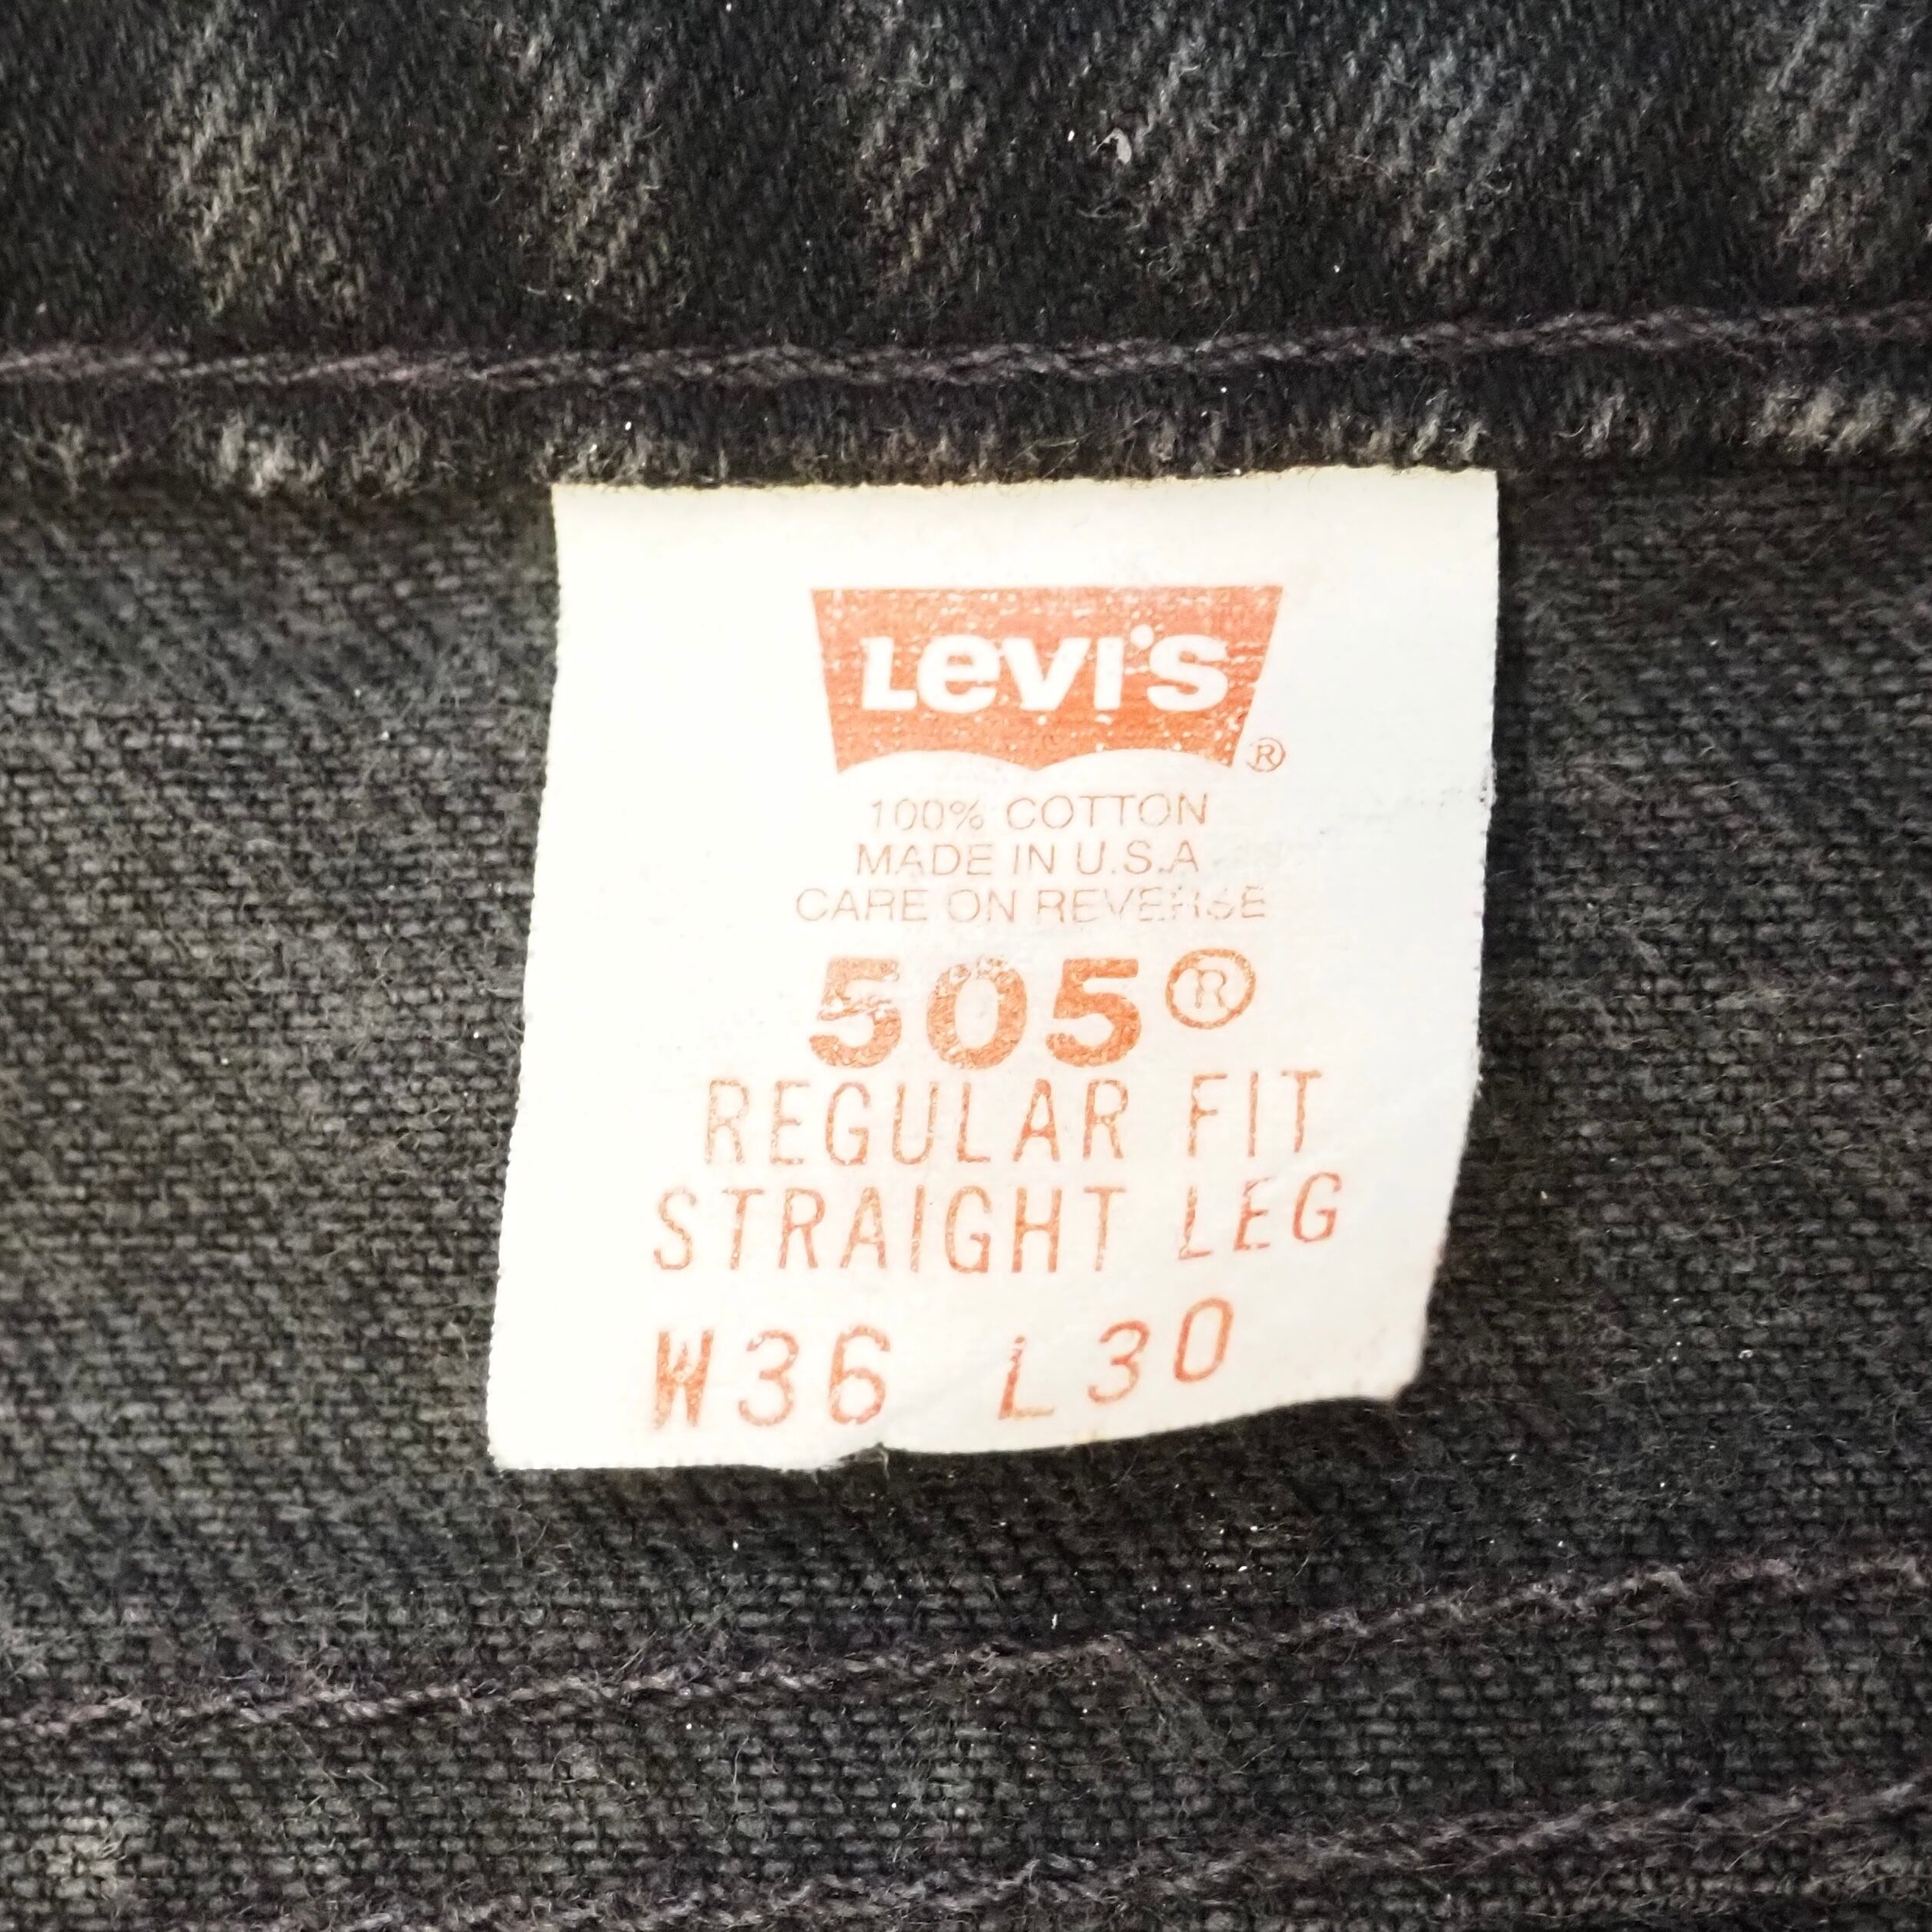 Levi's ®
100% COTTON
MADE IN U.S.A
CARE ON REVERSE
505®
REGULAR FIT
STRAIGHT LEG
W36 L30